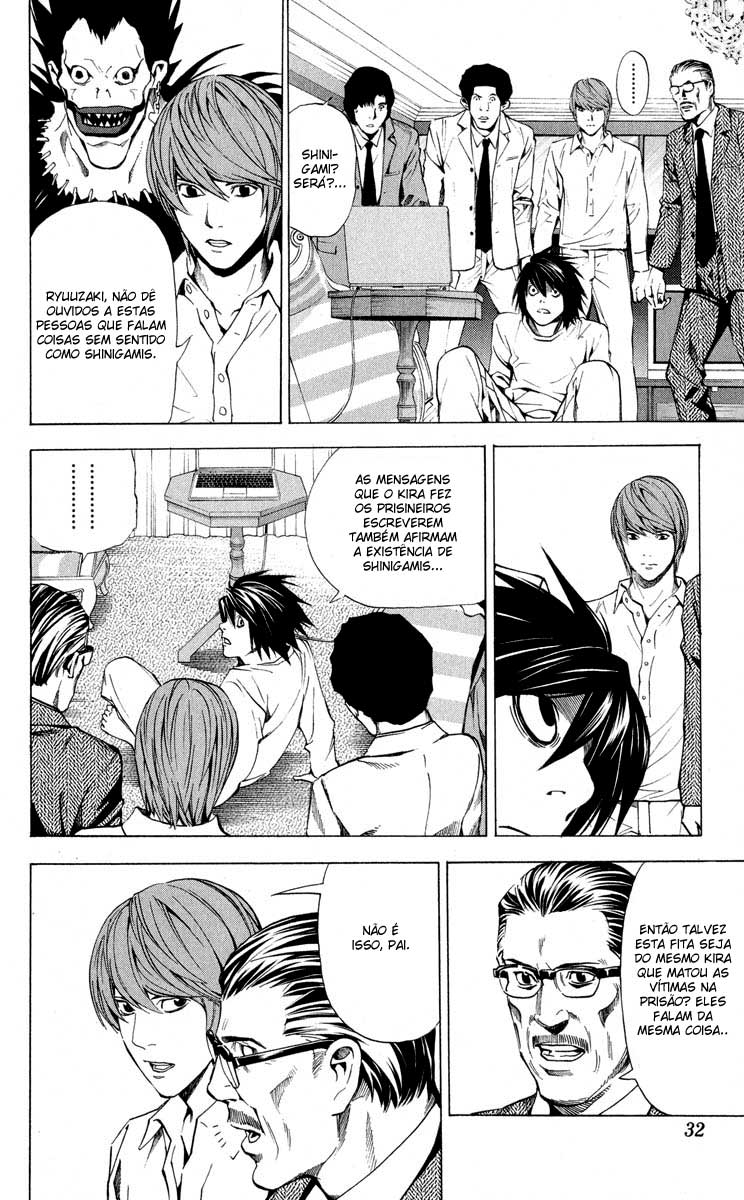 ........
SHINI-
GAMI?
SERÁ?...
RYUUZAKI, NÃO DÊ
OUVIDOS A ESTAS
PESSOAS QUE FALAM
COISAS SEM SENTIDO
COMO SHINIGAMIS.
AS MENSAGENS
QUE O KIRA FEZ
OS PRISINEIROS
ESCREVEREM
TAMBÉM AFIRMAM
A EXISTÊNCIA DE
SHINIGAMIS...
.........
ENTÃO TALVEZ
ESTA FITA SEJA
DO MESMO KIRA
QUE MATOU AS
VÍTIMAS NA
PRISÃO? ELES
FALAM DA
MESMA COISA..
NÃO É
ISSO, PAI.
32